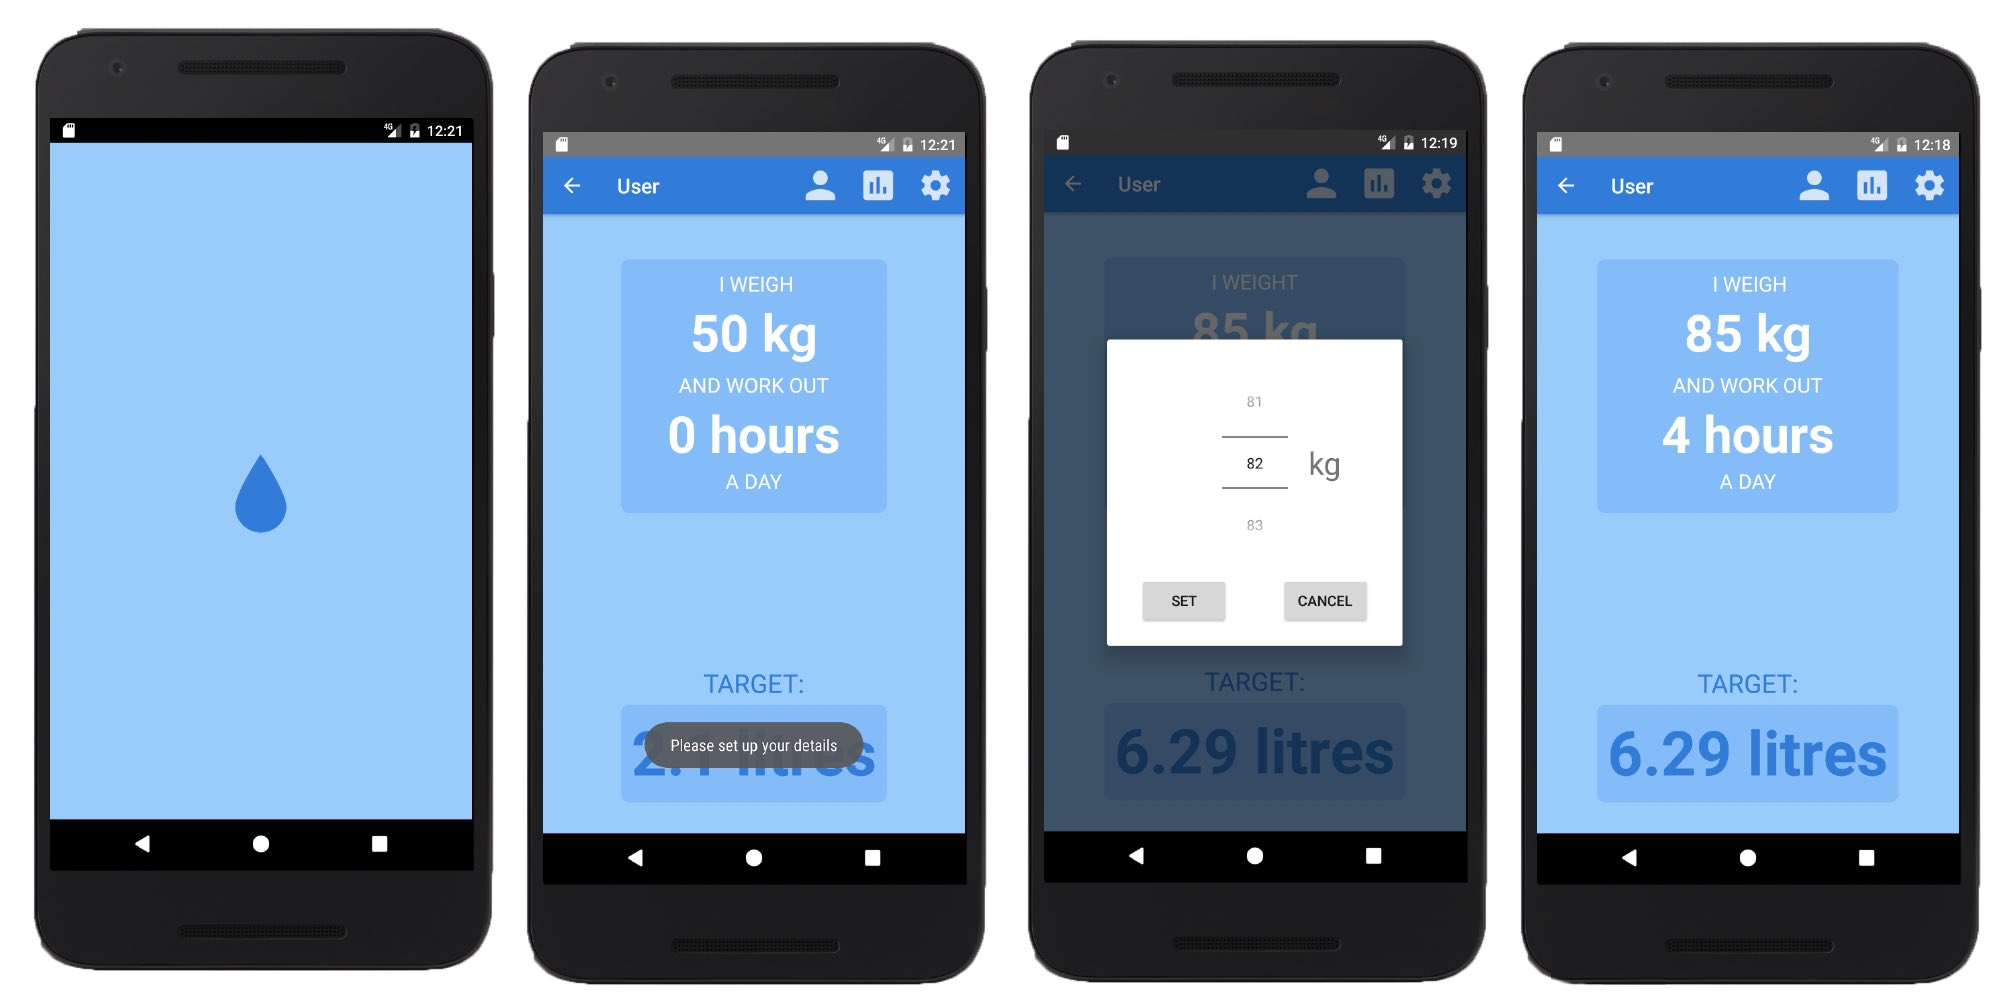 4G 12:21
4G 12:21
User
I WEIGH
50 kg
AND WORK OUT
0 hours
A DAY
TARGET:
2.1 litres
Please set up your details
4G 12:19
User
I WEIGHT
85 kg
81
82 kg
83
SET CANCEL
TARGET:
6.29 litres
4G 12:18
User
I WEIGH
85 kg
AND WORK OUT
4 hours
A DAY
TARGET:
6.29 litres